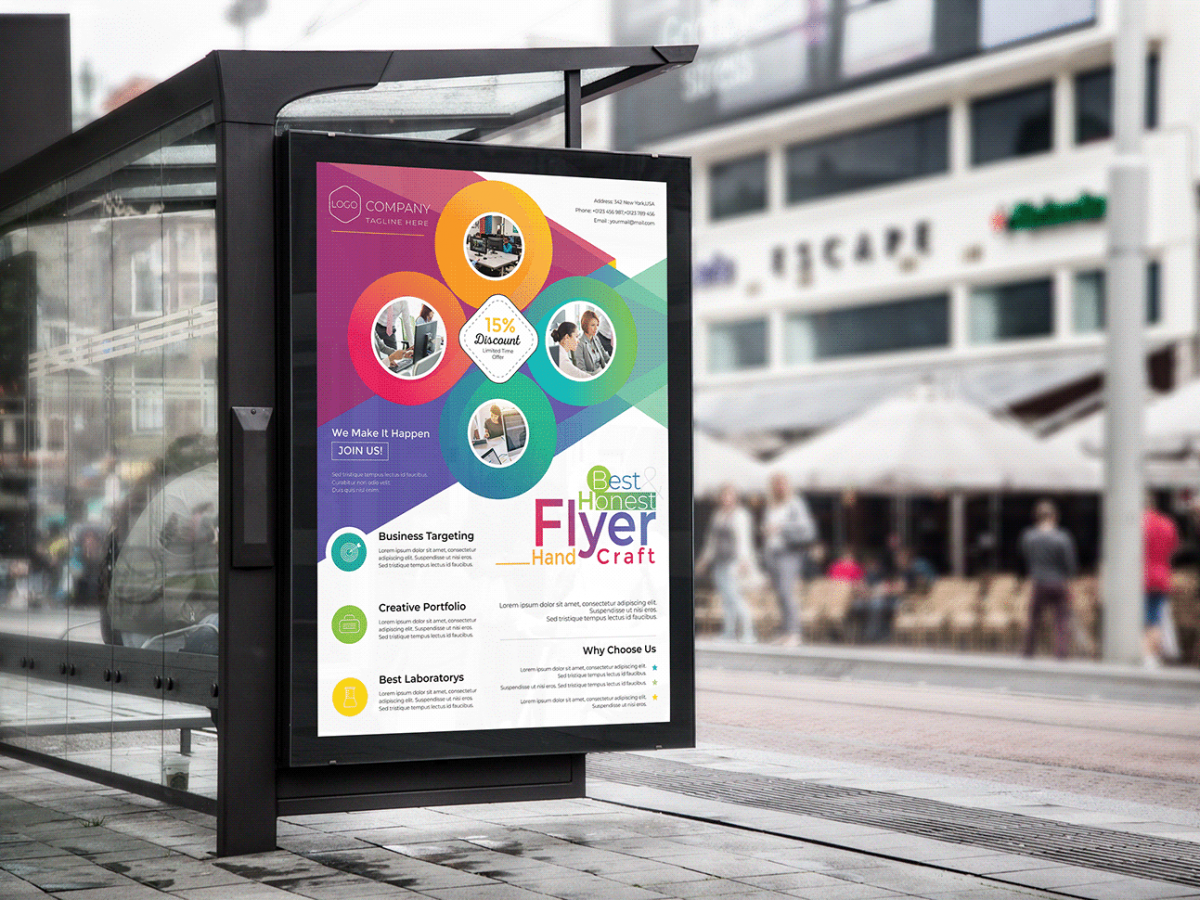 LOGO
COMPANY
TAGLINE HERE
Address: 342 New York,USA
Phone: +0123 456 987,+0123 789 456
Email : yourmail@mail.com
15%
Discount
Limited Time
Offer
We Make It Happen
JOIN US!
Sed tristique tempus lectus id faucibus.
Curabitur non odio diam.
Duis quis nisl enim.
Best &
Honest
Flyer
Hand Craft
Business Targeting
Lorem ipsum dolor sit amet, consectetur
adipiscing elit. Suspendisse ut nisi eros.
Sed tristique tempus lectus id faucibus.
Creative Portfolio
Lorem ipsum dolor sit amet, consectetur
adipiscing elit. Suspendisse ut nisi eros.
Sed tristique tempus lectus id faucibus.
Best Laboratorys
Lorem ipsum dolor sit amet, consectetur
adipiscing elit. Suspendisse ut nisi eros.
Sed tristique tempus lectus id faucibus.
Lorem ipsum dolor sit amet, consectetur adipiscing elit.
Suspendisse ut nisi eros.
Sed tristique tempus lectus id faucibus.
Why Choose Us
Lorem ipsum dolor sit amet, consectetur adipiscing elit.
Suspendisse ut nisi eros. Sed tristique tempus lectus id faucibus.
Lorem ipsum dolor sit amet, consectetur adipiscing elit.
Suspendisse ut nisi eros.
ESCAPE